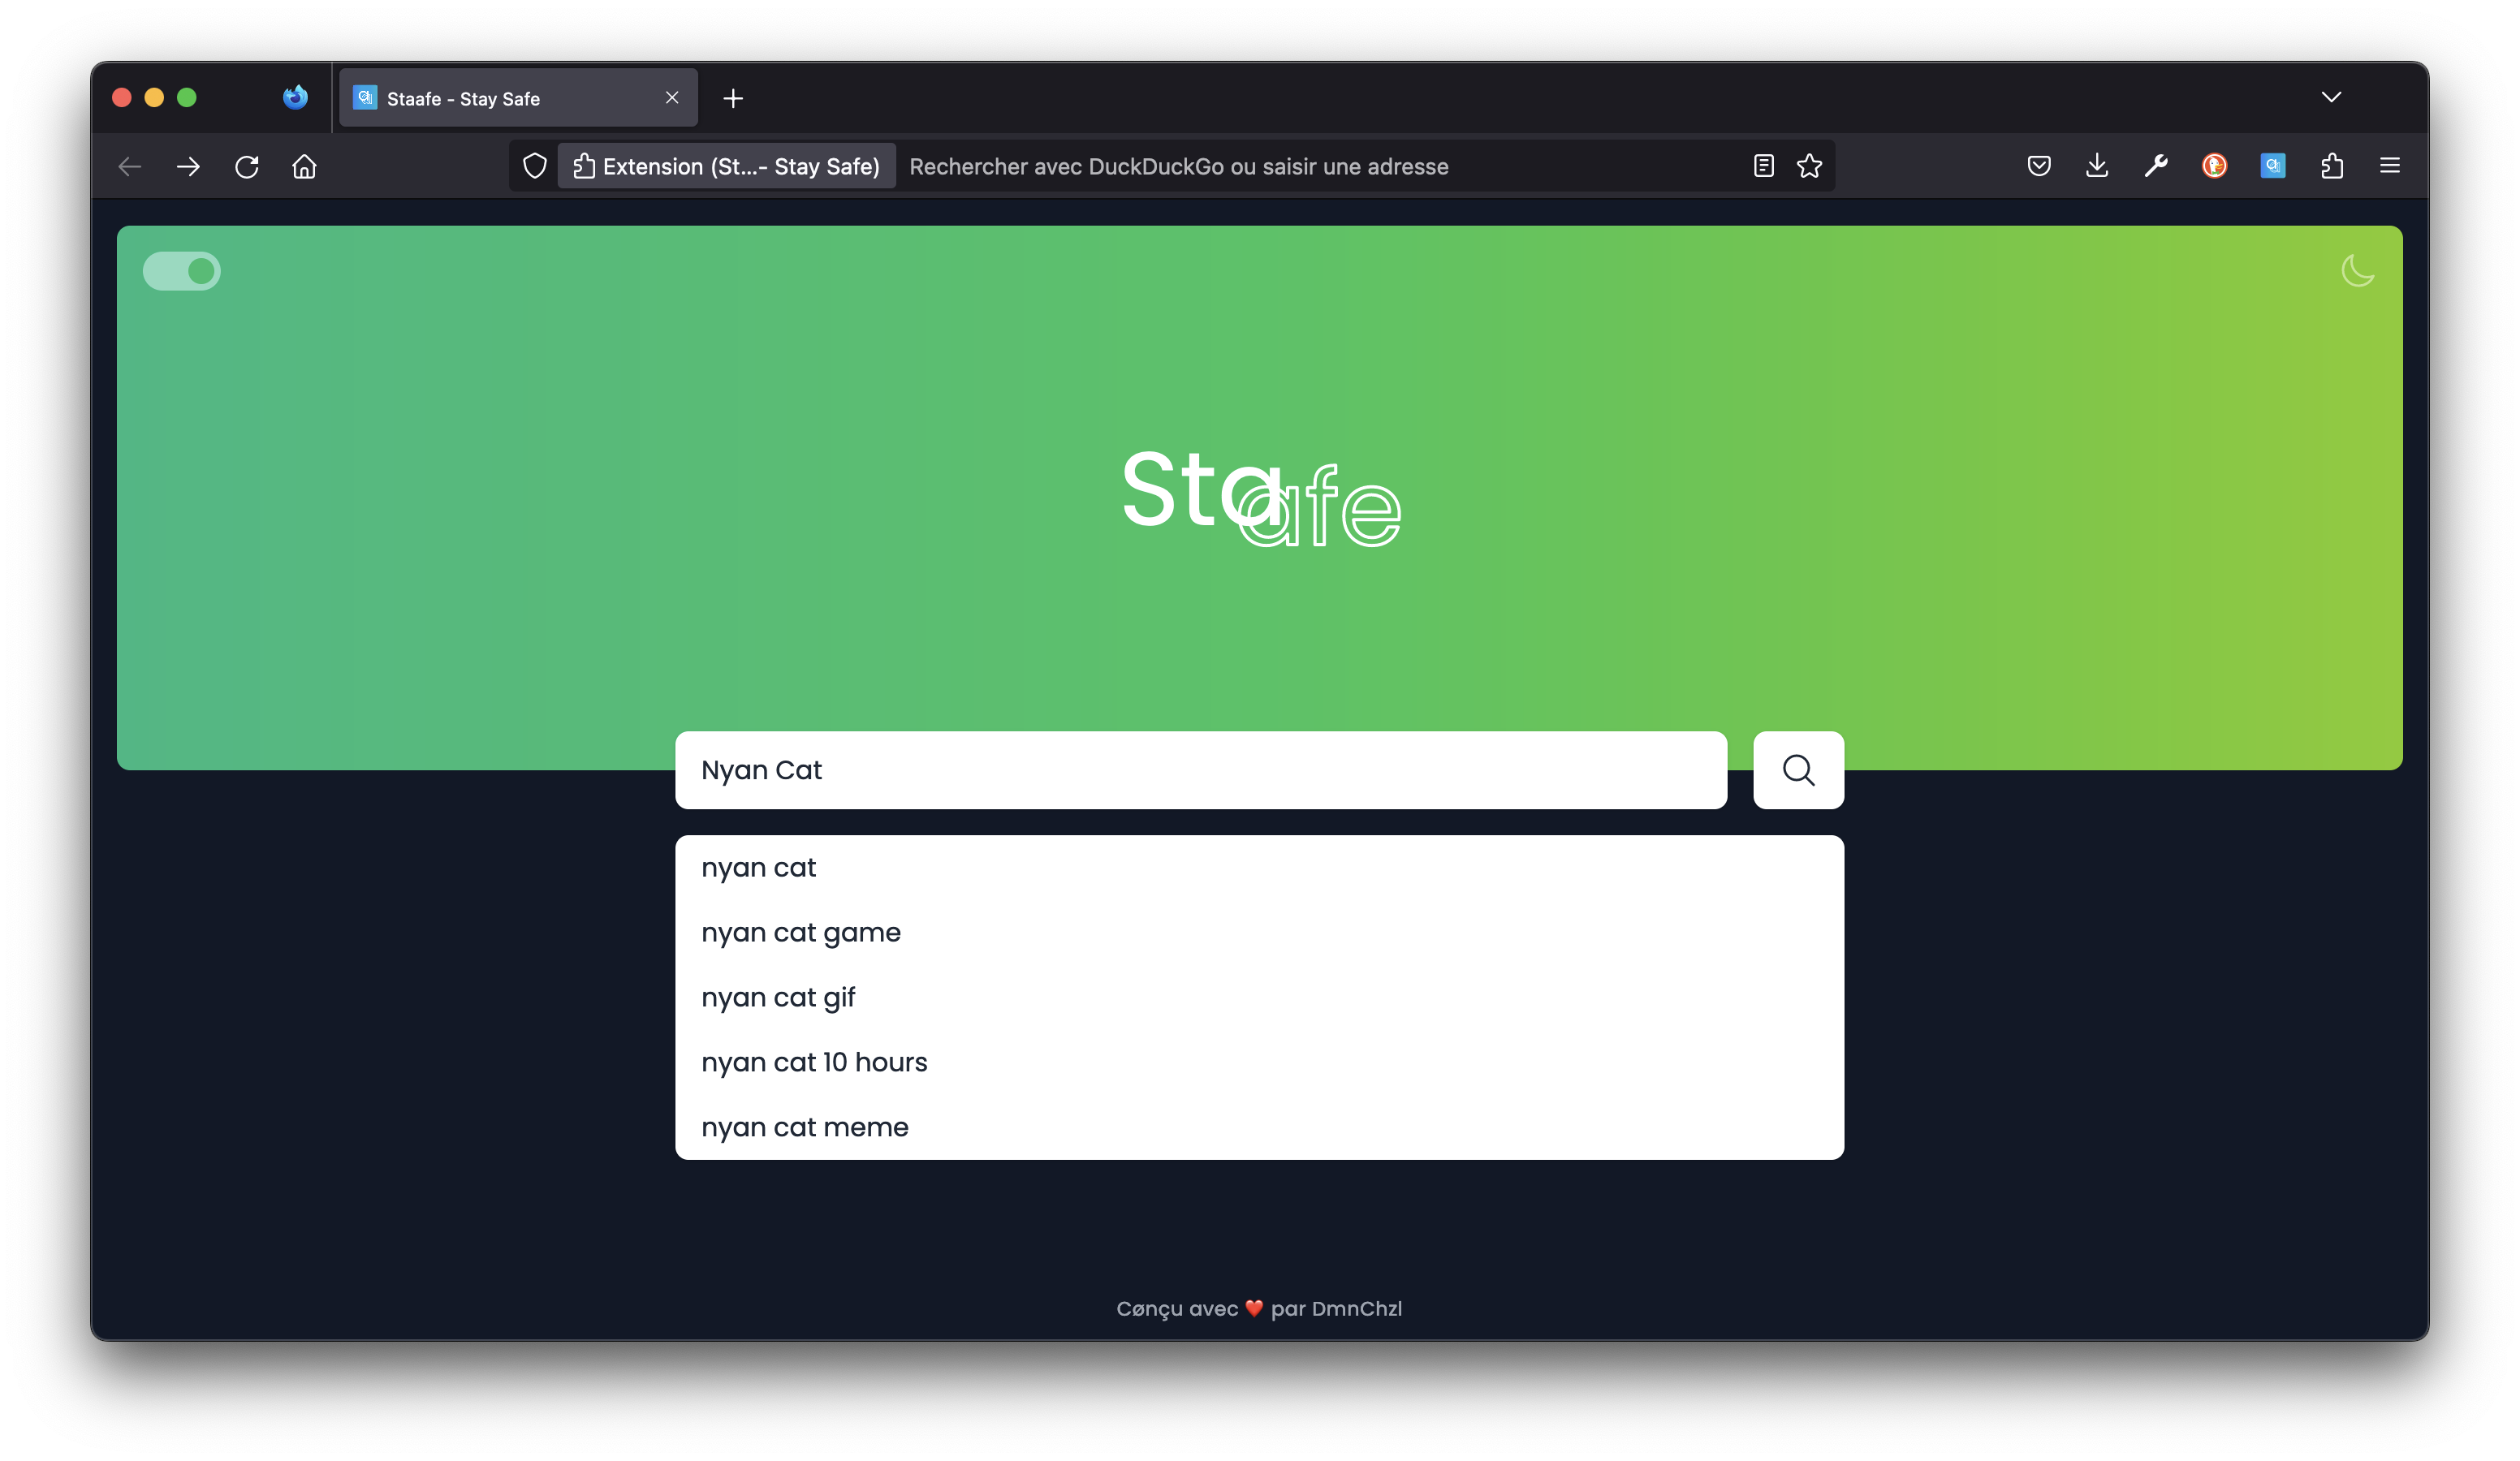 Staafe - Stay Safe
Extension (St...- Stay Safe) Rechercher avec DuckDuckGo ou saisir une adresse
Staafe
Nyan Cat
nyan cat
nyan cat game
nyan cat gif
nyan cat 10 hours
nyan cat meme
Cønçu avec ❤️ par DmnChzl